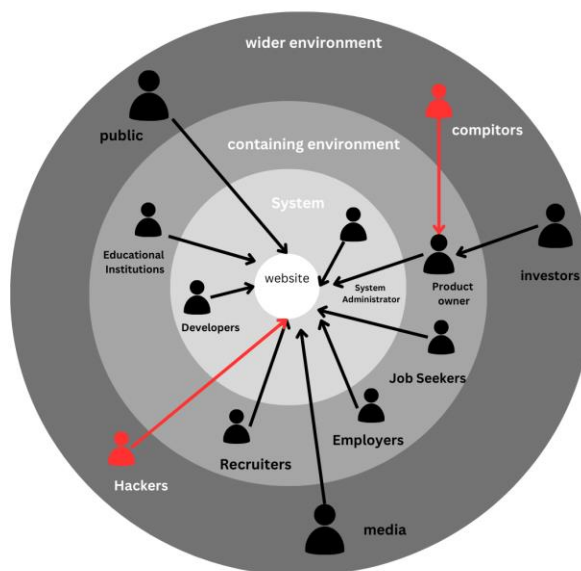 wider environment
public
compitors
containing environment
System
Educational
Institutions
website
System
Administrator
Product
owner
investors
Developers
Job Seekers
Employers
Recruiters
Hackers
media